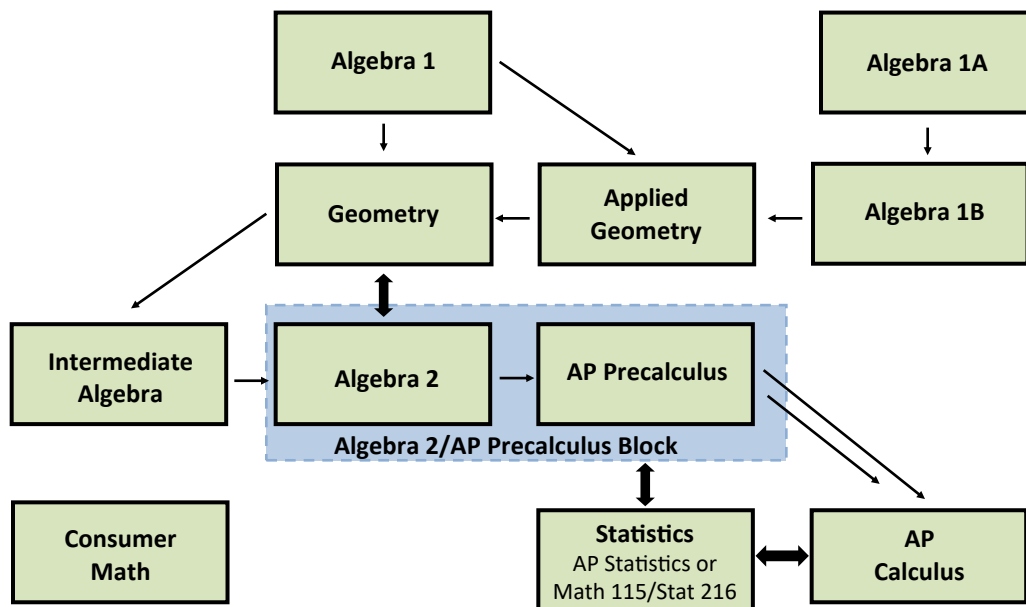 Algebra 1
Algebra 1A
Geometry
Applied
Geometry
Algebra 1B
Intermediate
Algebra
Algebra 2
AP Precalculus
Algebra 2/AP Precalculus Block
Consumer
Math
Statistics
AP Statistics or
Math 115/Stat 216
AP
Calculus